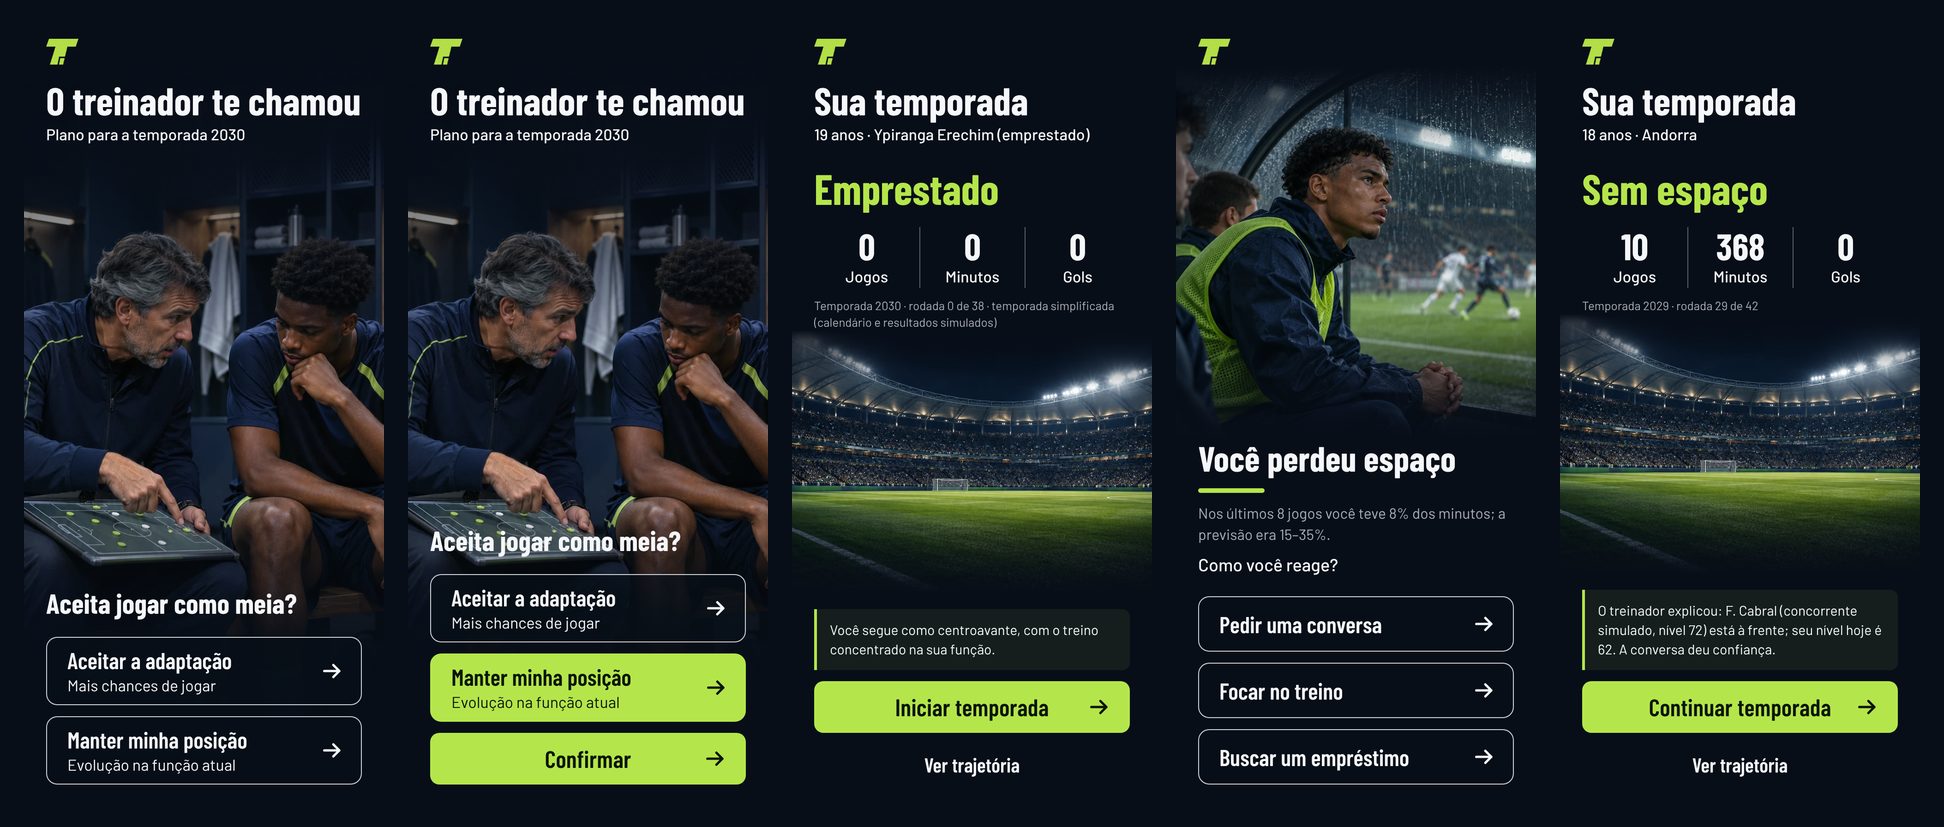 T.
O treinador te chamou
Plano para a temporada 2030
Aceita jogar como meia?
Aceitar a adaptação
Mais chances de jogar
Manter minha posição
Evolução na função atual
T.
O treinador te chamou
Plano para a temporada 2030
Aceita jogar como meia?
Aceitar a adaptação
Mais chances de jogar
Manter minha posição
Evolução na função atual
Confirmar
T.
Sua temporada
19 anos · Ypiranga Erechim (emprestado)
Emprestado
0 0 0
Jogos Minutos Gols
Temporada 2030 · rodada 0 de 38 · temporada simplificada
(calendário e resultados simulados)
Você segue como centroavante, com o treino
concentrado na sua função.
Iniciar temporada
Ver trajetória
T.
Você perdeu espaço
Nos últimos 8 jogos você teve 8% dos minutos; a
previsão era 15–35%.
Como você reage?
Pedir uma conversa
Focar no treino
Buscar um empréstimo
T.
Sua temporada
18 anos · Andorra
Sem espaço
10 368 0
Jogos Minutos Gols
Temporada 2029 · rodada 29 de 42
O treinador explicou: F. Cabral (concorrente
simulado, nível 72) está à frente; seu nível hoje é
62. A conversa deu confiança.
Continuar temporada
Ver trajetória